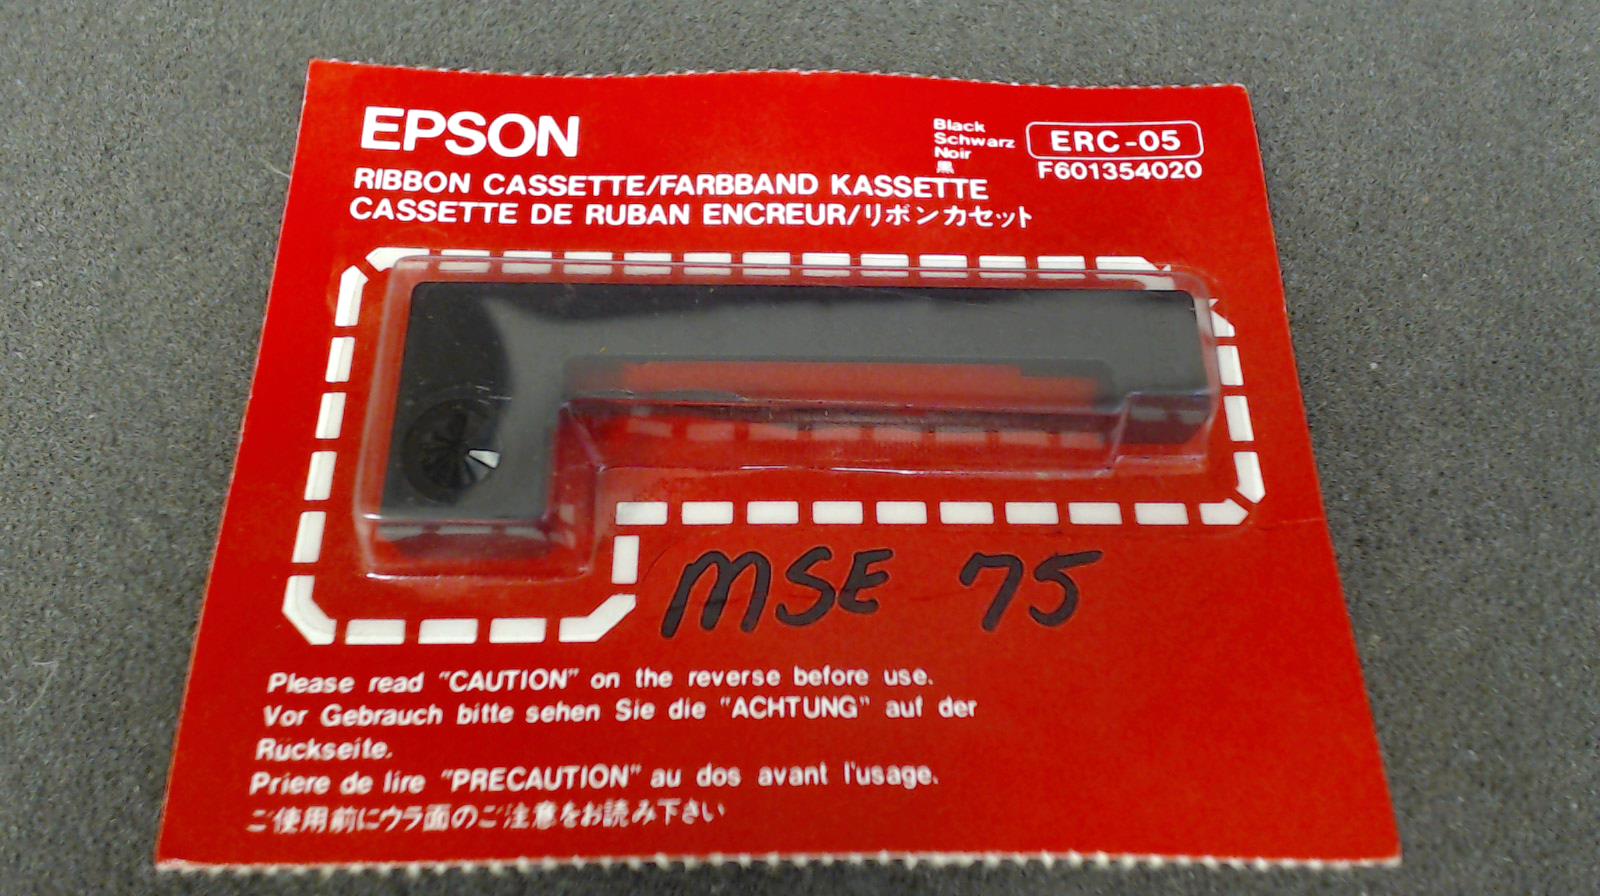 EPSON
Black
Schwarz
Noir
黒
ERC-05
F601354020
RIBBON CASSETTE/FARBBAND KASSETTE
CASSETTE DE RUBAN ENCREUR/リボンカセット
MSE 75
Please read "CAUTION" on the reverse before use.
Vor Gebrauch bitte sehen Sie die "ACHTUNG" auf der
Rückseite.
Priere de lire "PRECAUTION" au dos avant l'usage.
ご使用前にウラ面のご注意をお読み下さい